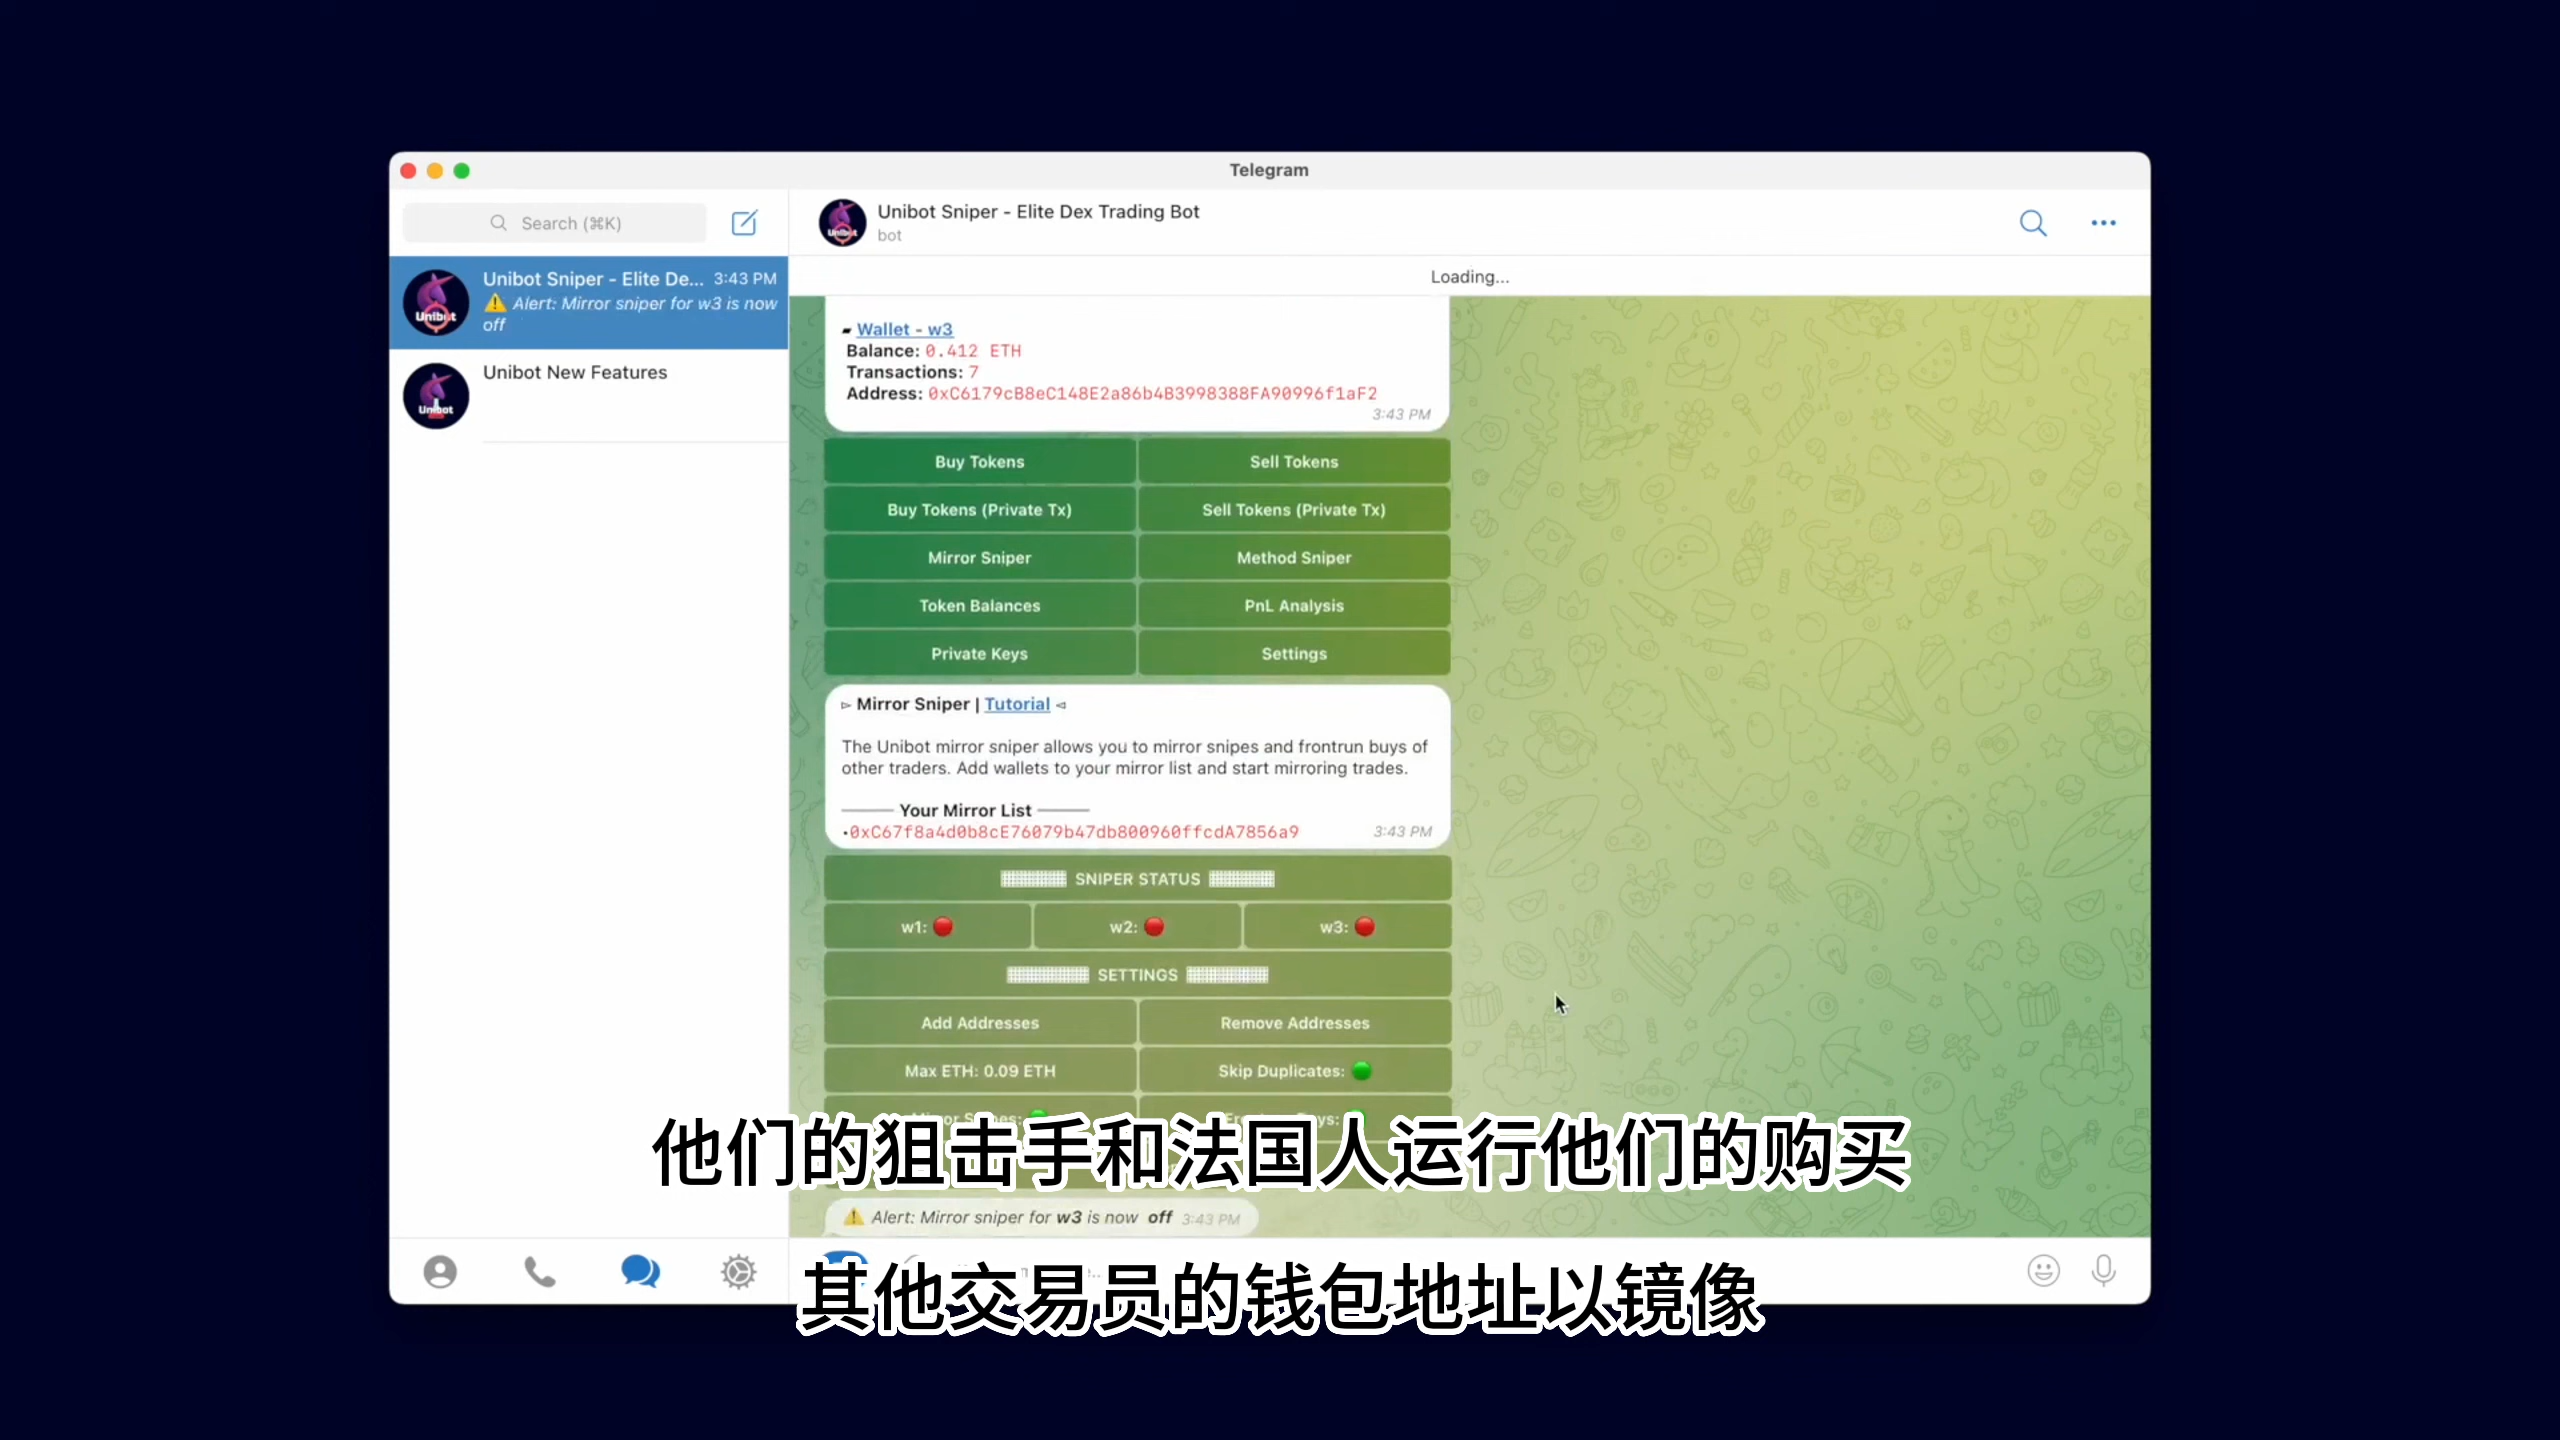 Telegram
Search (⌘K)
Unibot Sniper - Elite De... 3:43 PM
⚠️ Alert: Mirror sniper for w3 is now
off
Unibot New Features
Unibot Sniper - Elite Dex Trading Bot
bot
Loading...
Wallet - w3
Balance: 0.412 ETH
Transactions: 7
Address: 0xC6179cB8eC148E2a86b4B3998388FA90996f1aF2
3:43 PM
Buy Tokens
Sell Tokens
Buy Tokens (Private Tx)
Sell Tokens (Private Tx)
Mirror Sniper
Method Sniper
Token Balances
PnL Analysis
Private Keys
Settings
▻ Mirror Sniper | Tutorial ◅
The Unibot mirror sniper allows you to mirror snipes and frontrun buys of
other traders. Add wallets to your mirror list and start mirroring trades.
Your Mirror List
•0xC67f8a4d0b8cE76079b47db800960ffcdA7856a9 3:43 PM
SNIPER STATUS
w1: 🔴
w2: 🔴
w3: 🔴
SETTINGS
Add Addresses
Remove Addresses
Max ETH: 0.09 ETH
Skip Duplicates: 🟢
他们的狙击手和法国人运行他们的购买
⚠️ Alert: Mirror sniper for w3 is now off 3:43 PM
其他交易员的钱包地址以镜像